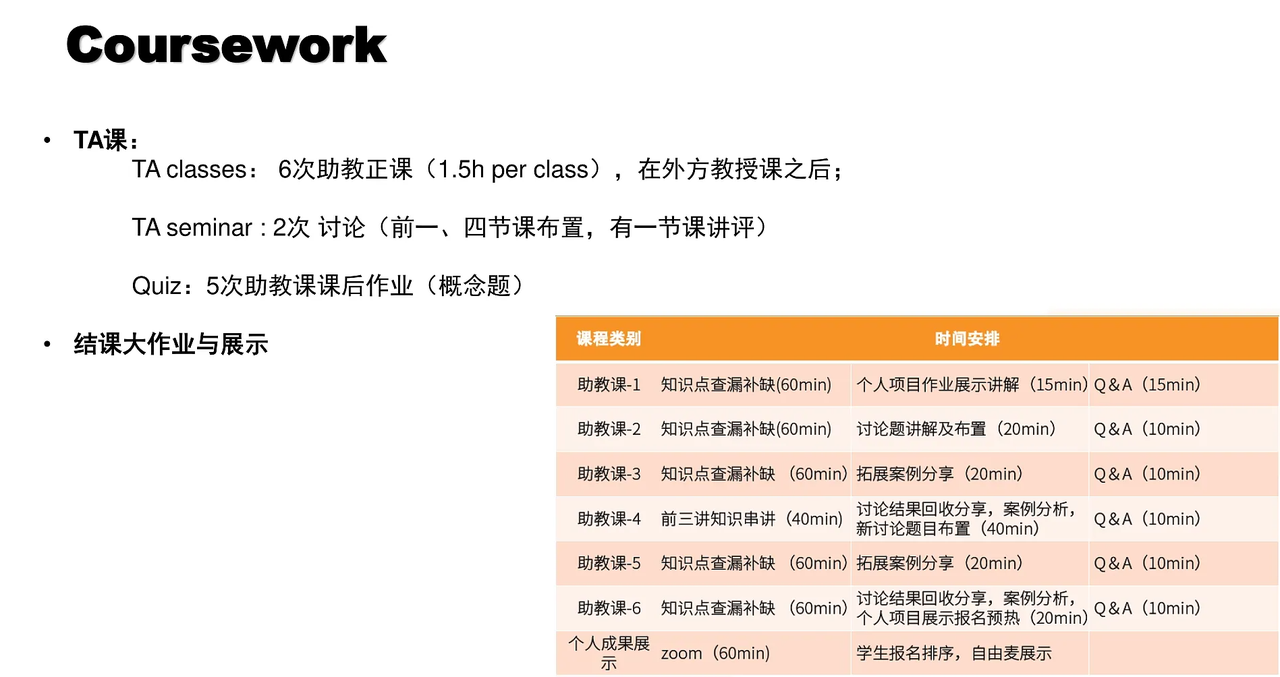 Coursework
• TA课：
TA classes： 6次助教正课（1.5h per class），在外方教授课之后；
TA seminar : 2次 讨论（前一、四节课布置，有一节课讲评）
Quiz：5次助教课课后作业（概念题）
• 结课大作业与展示
课程类别 时间安排
助教课-1 知识点查漏补缺(60min) 个人项目作业展示讲解（15min） Q&A（15min）
助教课-2 知识点查漏补缺(60min) 讨论题讲解及布置（20min） Q&A（10min）
助教课-3 知识点查漏补缺 （60min） 拓展案例分享（20min） Q&A（10min）
助教课-4 前三讲知识串讲（40min) 讨论结果回收分享，案例分析，
新讨论题目布置（40min） Q&A（10min）
助教课-5 知识点查漏补缺 （60min） 拓展案例分享（20min） Q&A（10min）
助教课-6 知识点查漏补缺 （60min） 讨论结果回收分享，案例分析，
个人项目展示报名预热（20min） Q&A（10min）
个人成果展
示 zoom（60min) 学生报名排序，自由麦展示